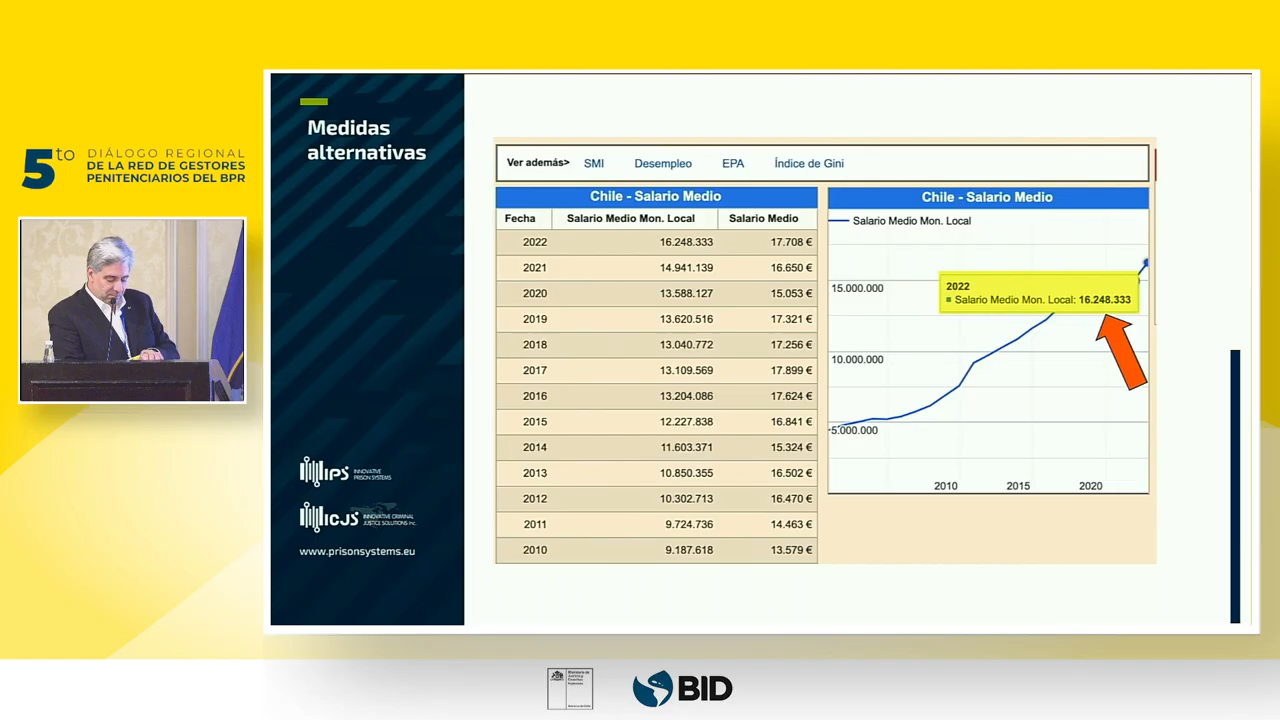 5to
DIÁLOGO REGIONAL
DE LA RED DE GESTORES
PENITENCIARIOS DEL BPR
Medidas
alternativas
IPS INNOVATIVE
PRISON SYSTEMS
ICJS INNOVATIVE CRIMINAL
JUSTICE SOLUTIONS Inc.
www.prisonsystems.eu
Ver además> SMI Desempleo EPA Índice de Gini
Chile - Salario Medio
Fecha Salario Medio Mon. Local Salario Medio
2022 16.248.333 17.708 €
2021 14.941.139 16.650 €
2020 13.588.127 15.053 €
2019 13.620.516 17.321 €
2018 13.040.772 17.256 €
2017 13.109.569 17.899 €
2016 13.204.086 17.624 €
2015 12.227.838 16.841 €
2014 11.603.371 15.324 €
2013 10.850.355 16.502 €
2012 10.302.713 16.470 €
2011 9.724.736 14.463 €
2010 9.187.618 13.579 €
Chile - Salario Medio
Salario Medio Mon. Local
2022
Salario Medio Mon. Local: 16.248.333
15.000.000
10.000.000
5.000.000
2010 2015 2020
BID